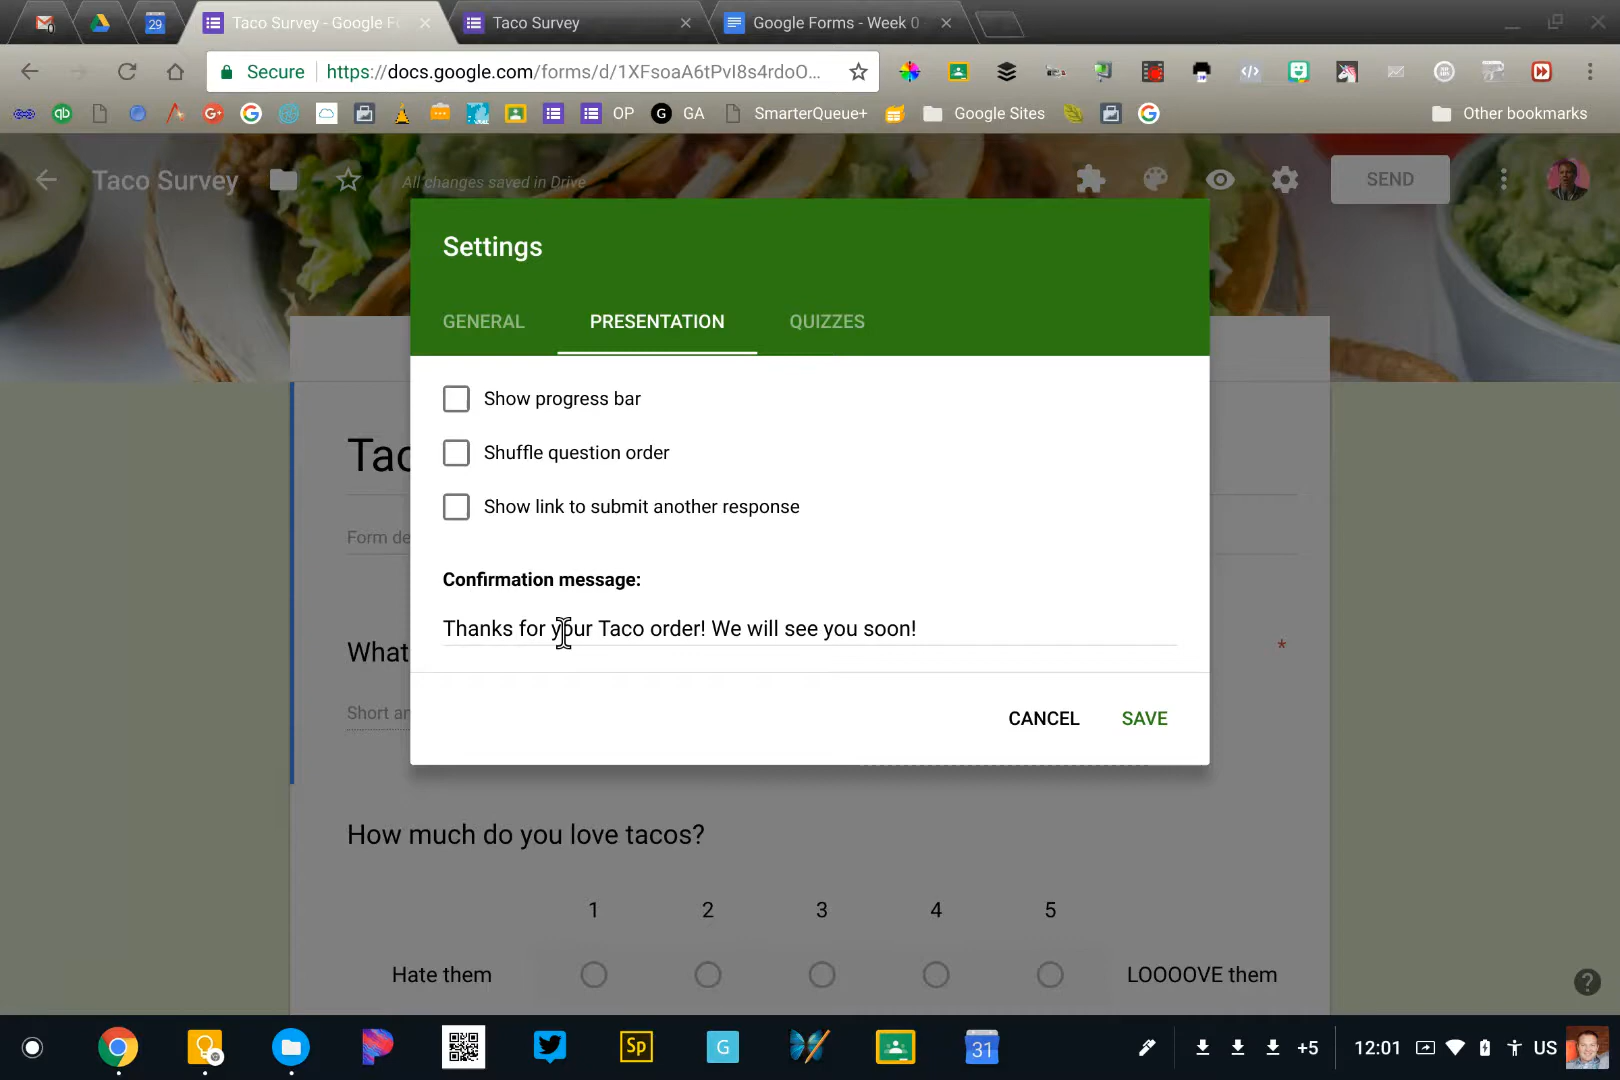 29
Taco Survey - Google Fo
Taco Survey
Google Forms - Week 0
Secure
https://docs.google.com/forms/d/1XFsoaA6tPvI8s4rdoO...
qb
G+
OP
G
GA
SmarterQueue+
Google Sites
Other bookmarks
Taco Survey
All changes saved in Drive
SEND
Settings
GENERAL
PRESENTATION
QUIZZES
Show progress bar
Shuffle question order
Show link to submit another response
Confirmation message:
Thanks for your Taco order! We will see you soon!
CANCEL
SAVE
Tac
Form de
What
*
Short an
How much do you love tacos?
1 2 3 4 5
Hate them
LOOOOVE them
?
Sp
G
31
+5
12:01
US